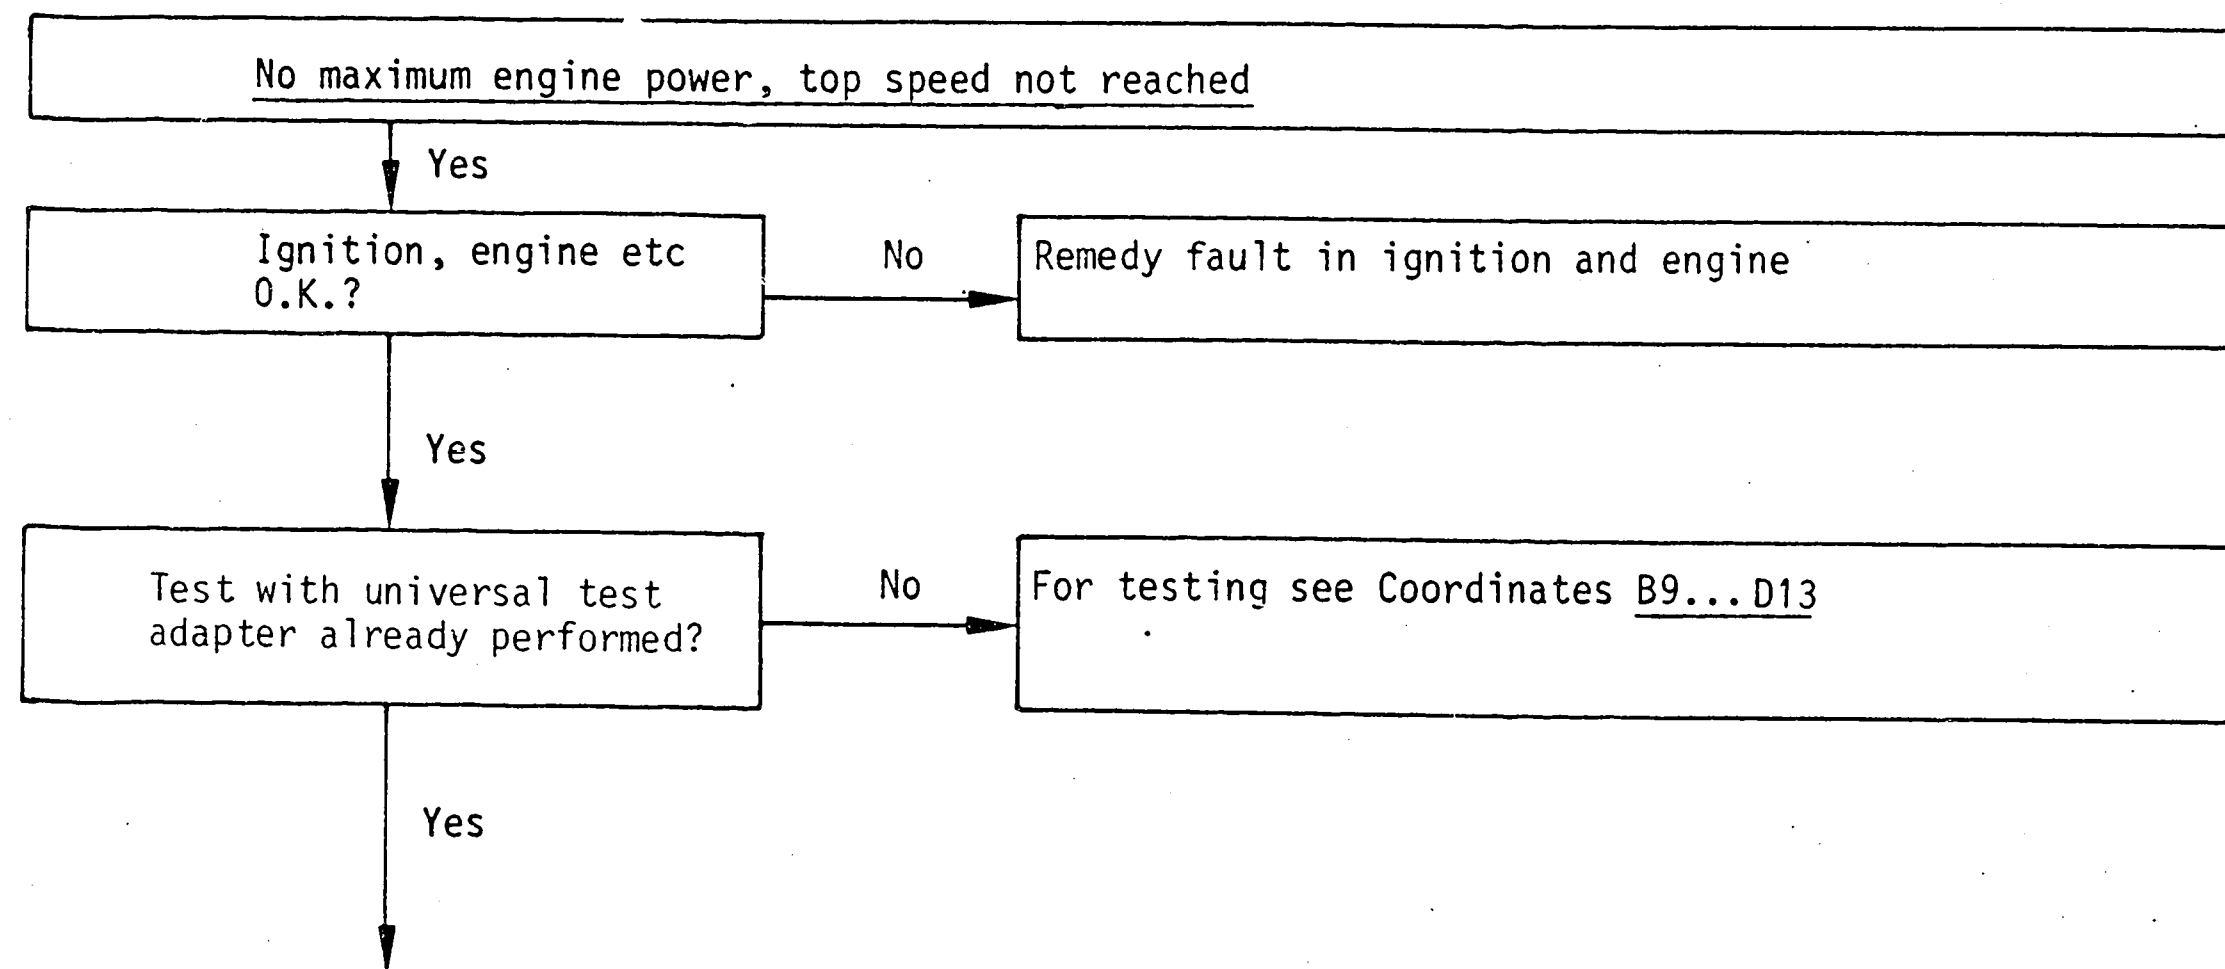 No maximum engine power, top speed not reached
Yes
Ignition, engine etc
O.K.?
No
Remedy fault in ignition and engine
Yes
Test with universal test
adapter already performed?
No
For testing see Coordinates B9...D13
Yes